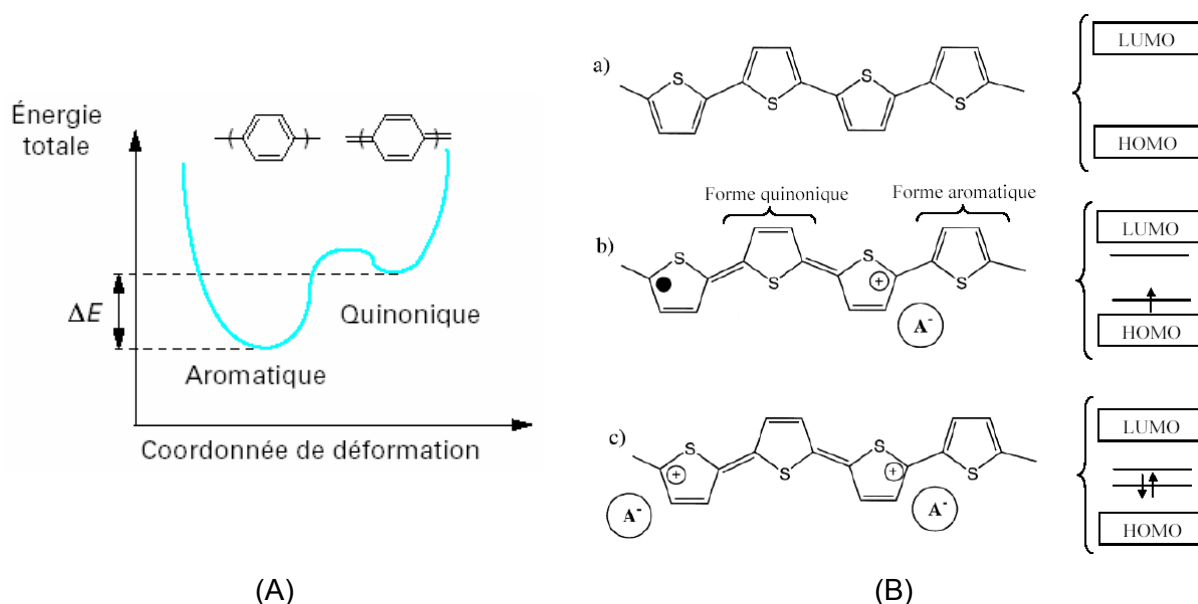 Énergie
totale
ΔE
Quinonique
Aromatique
Coordonnée de déformation
(A)
a)
S
S
S
S
LUMO
HOMO
Forme quinonique
Forme aromatique
b)
S
S
S
S
+
A-
LUMO
HOMO
c)
S
S
S
S
+
+
A-
A-
LUMO
HOMO
(B)